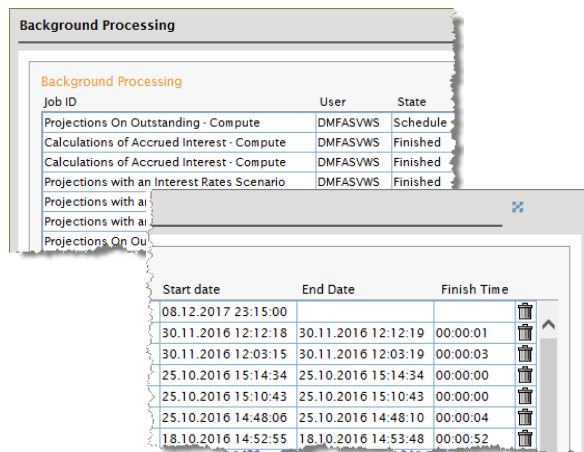 Background Processing
Background Processing
Job ID User State
Projections On Outstanding - Compute DMFASVWS Schedule
Calculations of Accrued Interest - Compute DMFASVWS Finished
Calculations of Accrued Interest - Compute DMFASVWS Finished
Projections with an Interest Rates Scenario DMFASVWS Finished
Projections with a
Projections with a
Projections On Ou
Start date End Date Finish Time
08.12.2017 23:15:00
30.11.2016 12:12:18 30.11.2016 12:12:19 00:00:01
30.11.2016 12:03:15 30.11.2016 12:03:19 00:00:03
25.10.2016 15:14:34 25.10.2016 15:14:34 00:00:00
25.10.2016 15:10:43 25.10.2016 15:10:43 00:00:00
25.10.2016 14:48:06 25.10.2016 14:48:10 00:00:04
18.10.2016 14:52:55 18.10.2016 14:53:48 00:00:52